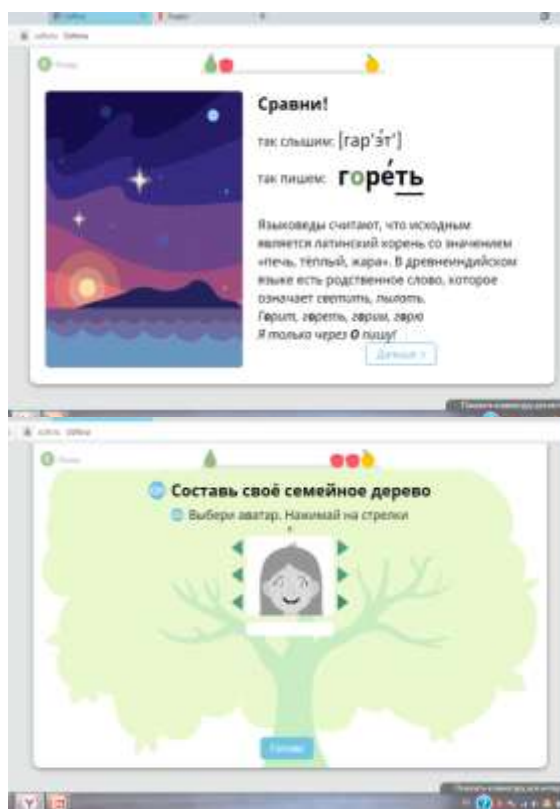 Сравни!
так слышим: [гар'э́т']
так пишем: горе́ть
Языковеды считают, что исходным
является латинский корень со значением
«печь, тёплый, жара». В древнеиндийском
языке есть родственное слово, которое
означает светить, пылать.
Горит, гореть, горим, горю
Я только через О пишу!
Дальше >
Составь своё семейное дерево
Выбери аватар. Нажимай на стрелки
Готово